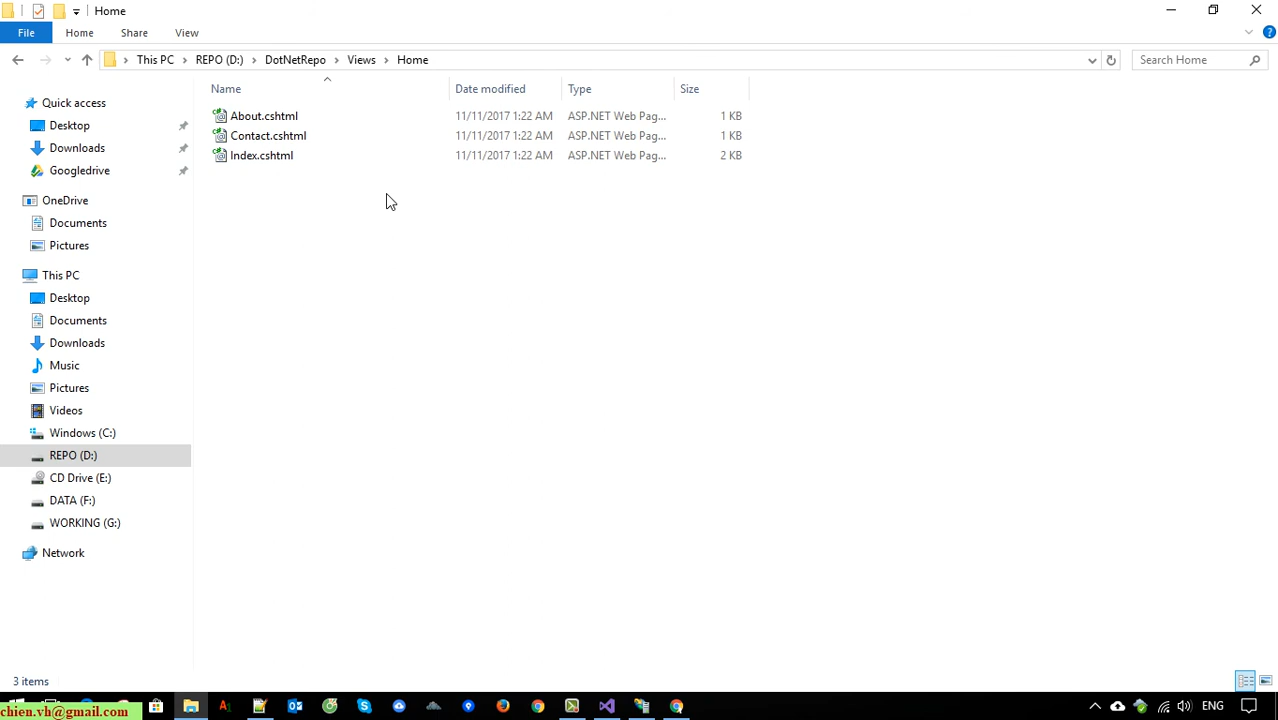 Home
File Home Share View
This PC REPO (D:) DotNetRepo Views Home Search Home
Name Date modified Type Size
About.cshtml 11/11/2017 1:22 AM ASP.NET Web Pag... 1 KB
Contact.cshtml 11/11/2017 1:22 AM ASP.NET Web Pag... 1 KB
Index.cshtml 11/11/2017 1:22 AM ASP.NET Web Pag... 2 KB
Quick access
Desktop
Downloads
Googledrive
OneDrive
Documents
Pictures
This PC
Desktop
Documents
Downloads
Music
Pictures
Videos
Windows (C:)
REPO (D:)
CD Drive (E:)
DATA (F:)
WORKING (G:)
Network
3 items
ENG
chien.vh@gmail.com